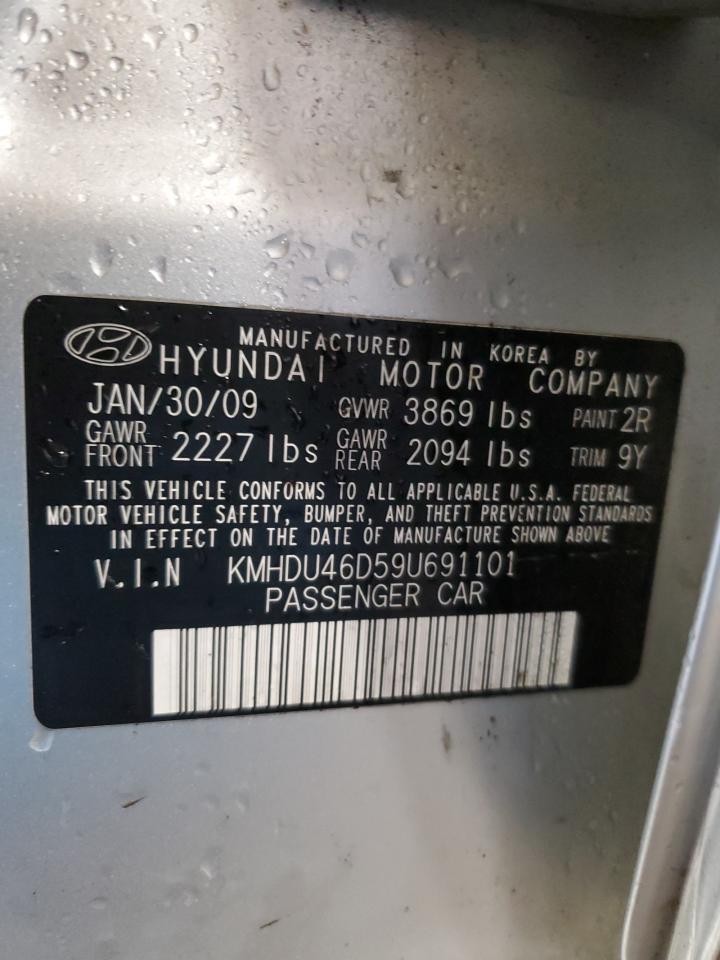 MANUFACTURED IN KOREA BY
HYUNDAI MOTOR COMPANY
JAN/30/09 GVWR 3869 lbs PAINT 2R
GAWR FRONT 2227 lbs GAWR REAR 2094 lbs TRIM 9Y
THIS VEHICLE CONFORMS TO ALL APPLICABLE U.S.A. FEDERAL
MOTOR VEHICLE SAFETY, BUMPER, AND THEFT PREVENTION STANDARDS
IN EFFECT ON THE DATE OF MANUFACTURE SHOWN ABOVE
V.I.N KMHDU46D59U691101
PASSENGER CAR